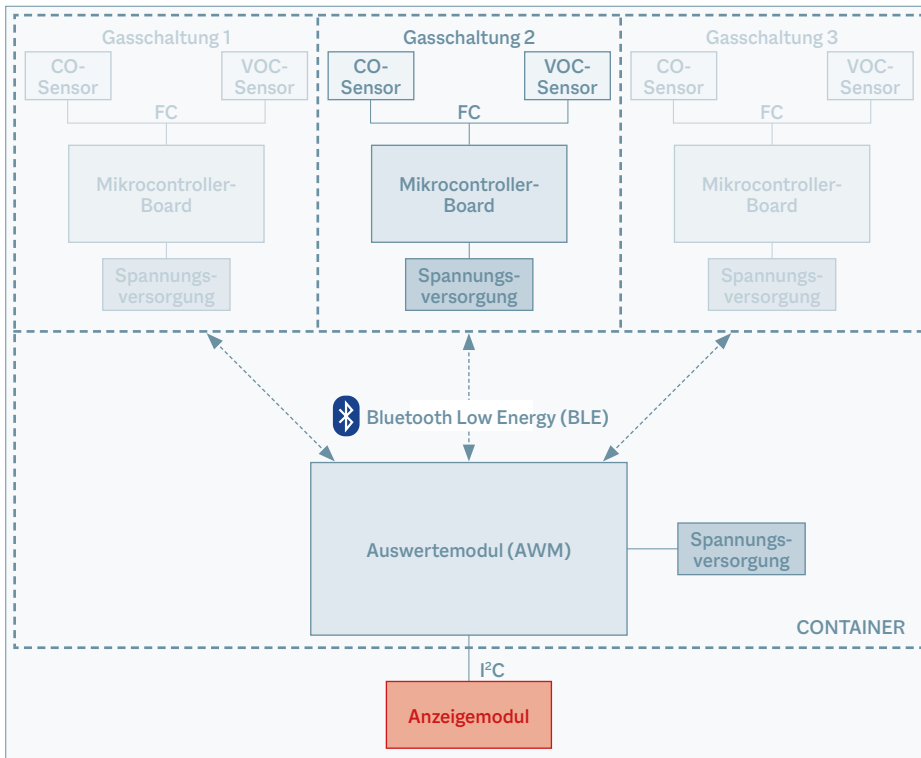 Gasschaltung 1
CO-
Sensor
VOC-
Sensor
FC
Mikrocontroller-
Board
Spannungs-
versorgung
Gasschaltung 2
CO-
Sensor
VOC-
Sensor
FC
Mikrocontroller-
Board
Spannungs-
versorgung
Gasschaltung 3
CO-
Sensor
VOC-
Sensor
FC
Mikrocontroller-
Board
Spannungs-
versorgung
Bluetooth Low Energy (BLE)
Auswertemodul (AWM)
Spannungs-
versorgung
CONTAINER
I²C
Anzeigemodul